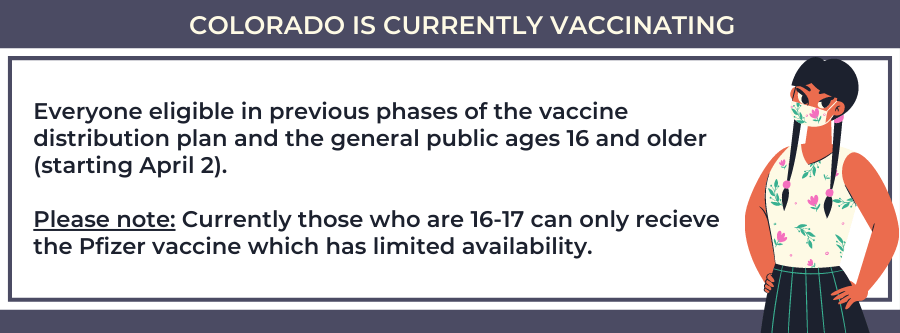 COLORADO IS CURRENTLY VACCINATING
Everyone eligible in previous phases of the vaccine
distribution plan and the general public ages 16 and older
(starting April 2).
Please note: Currently those who are 16-17 can only recieve
the Pfizer vaccine which has limited availability.